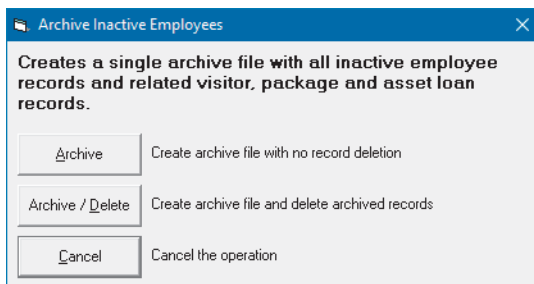 Archive Inactive Employees
Creates a single archive file with all inactive employee
records and related visitor, package and asset loan
records.
Archive Create archive file with no record deletion
Archive / Delete Create archive file and delete archived records
Cancel Cancel the operation